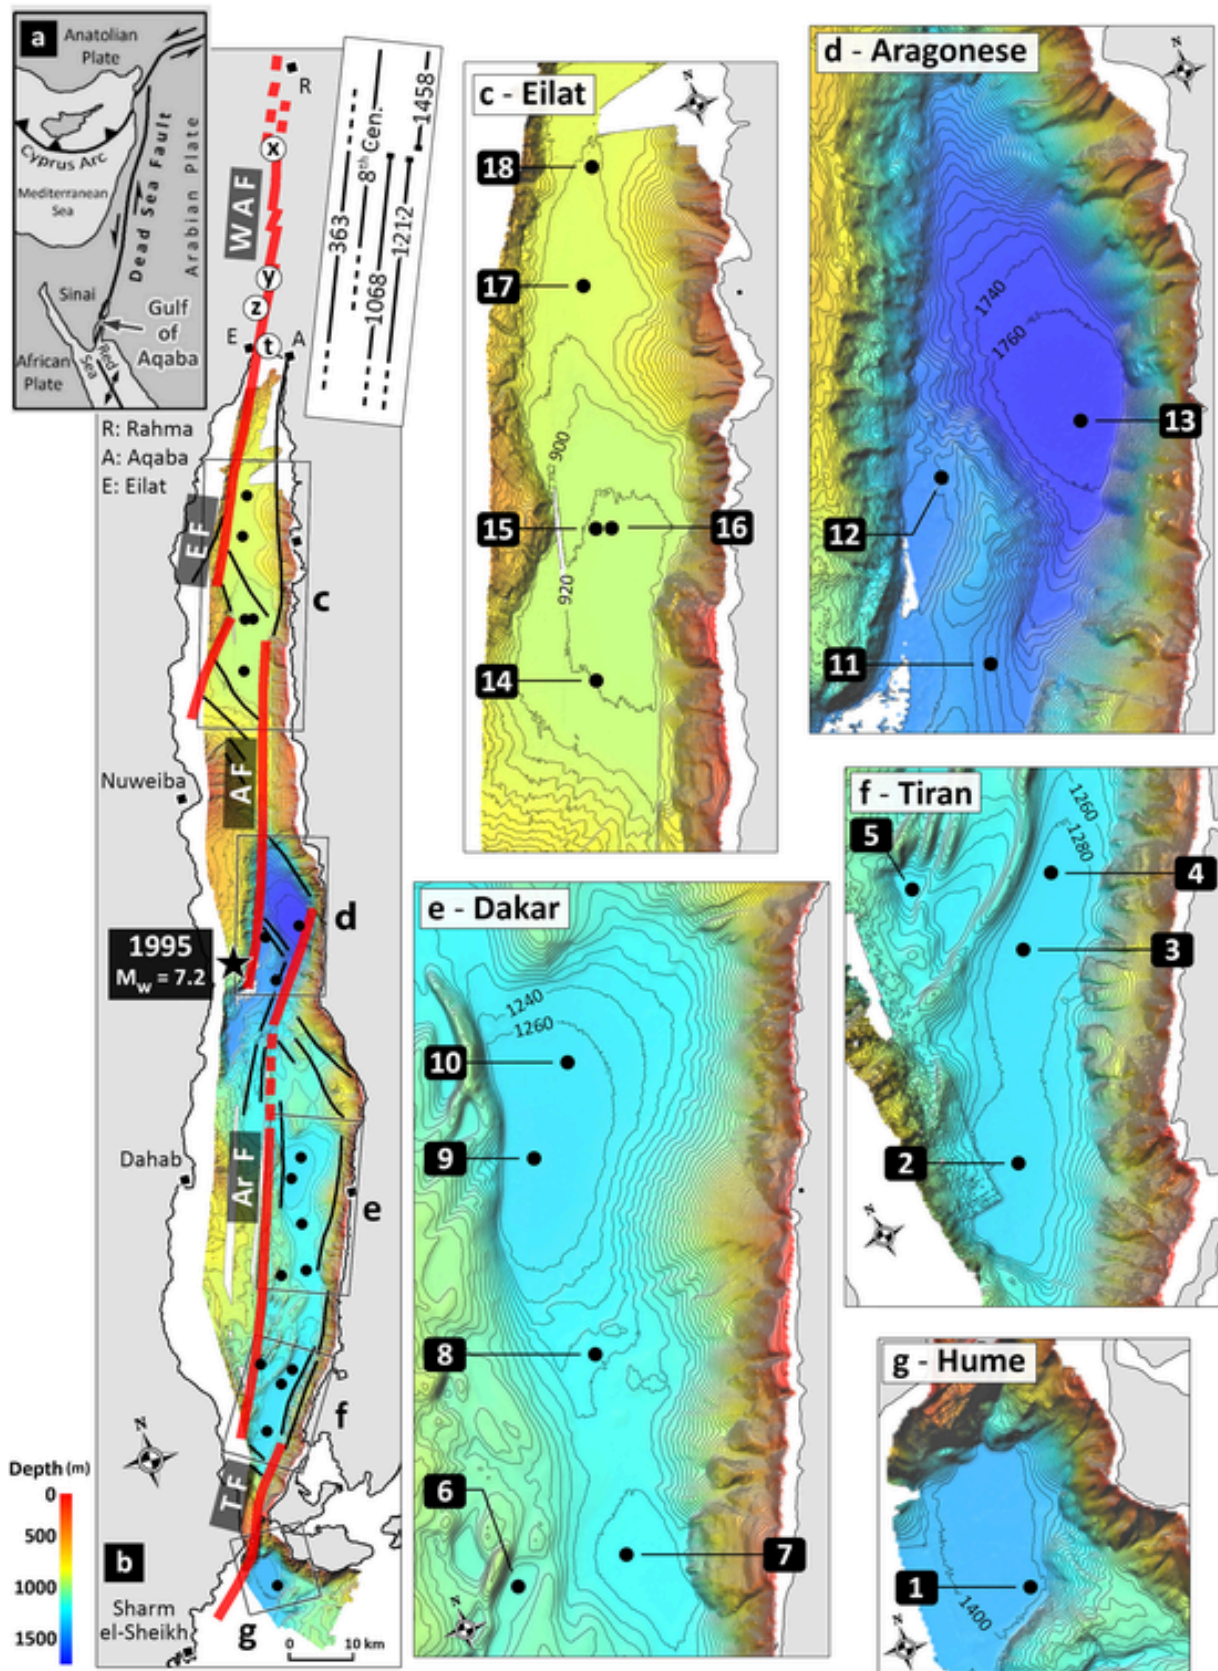 a
Anatolian
Plate
Cyprus Arc
Mediterranean
Sea
Dead Sea Fault
Arabian Plate
Sinai
Gulf
of
Aqaba
African
Plate
Red
Sea
R
x
WAF
y
z
E
t
A
363
8th Cen.
1068
1212
1458
R: Rahma
A: Aqaba
E: Eilat
EF
c
AF
Nuweiba
d
1995
Mw = 7.2
Dahab
Ar F
e
f
N
TF
Depth (m)
0
500
1000
1500
b
Sharm
el-Sheikh
g
0 10 km
c - Eilat
N
18
17
900
15
16
920
14
d - Aragonese
N
1740
1760
13
12
11
e - Dakar
1240
1260
10
9
8
6
7
N
f - Tiran
1260
1280
5
4
3
2
N
g - Hume
1
1400
N